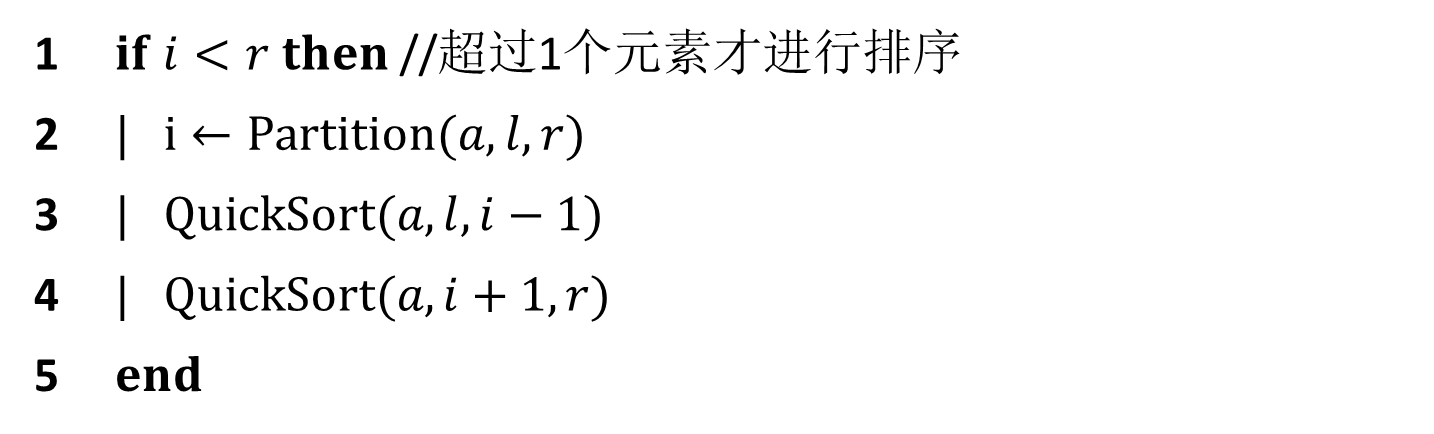 1 if i < r then //超过1个元素才进行排序
2 | i ← Partition(a, l, r)
3 | QuickSort(a, l, i − 1)
4 | QuickSort(a, i + 1, r)
5 end